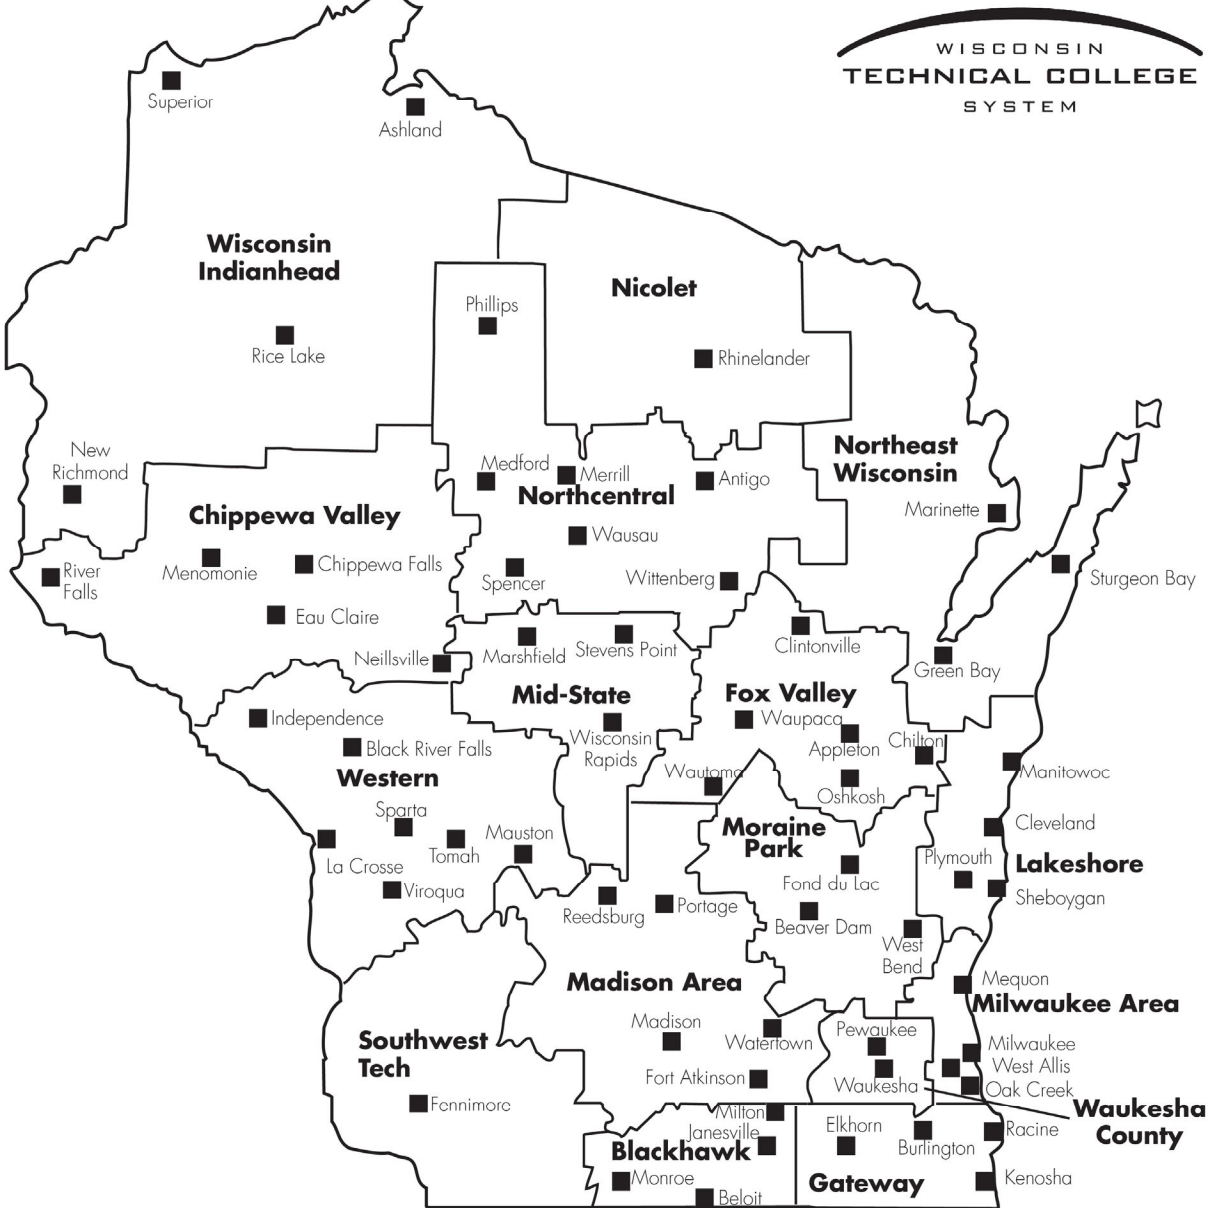 WISCONSIN
TECHNICAL COLLEGE
SYSTEM
Superior
Ashland
Wisconsin
Indianhead
Nicolet
Phillips
Rice Lake
Rhinelander
New
Richmond
Northeast
Wisconsin
Medford
Merrill
Antigo
Northcentral
Marinette
Chippewa Valley
Wausau
Menomonie
Chippewa Falls
River
Falls
Spencer
Wittenberg
Sturgeon Bay
Eau Claire
Neillsville
Marshfield
Stevens Point
Clintonville
Green Bay
Mid-State
Fox Valley
Independence
Waupaca
Wisconsin
Rapids
Black River Falls
Appleton
Chilton
Western
Wautoma
Manitowoc
Oshkosh
Sparta
Moraine
Park
Cleveland
Mauston
Tomah
La Crosse
Plymouth
Lakeshore
Viroqua
Fond du Lac
Sheboygan
Reedsburg
Portage
Beaver Dam
West
Bend
Madison Area
Mequon
Milwaukee Area
Madison
Watertown
Pewaukee
Southwest
Tech
Milwaukee
West Allis
Fort Atkinson
Waukesha
Oak Creek
Fennimore
Milton
Waukesha
County
Janesville
Elkhorn
Burlington
Racine
Blackhawk
Monroe
Gateway
Kenosha
Beloit